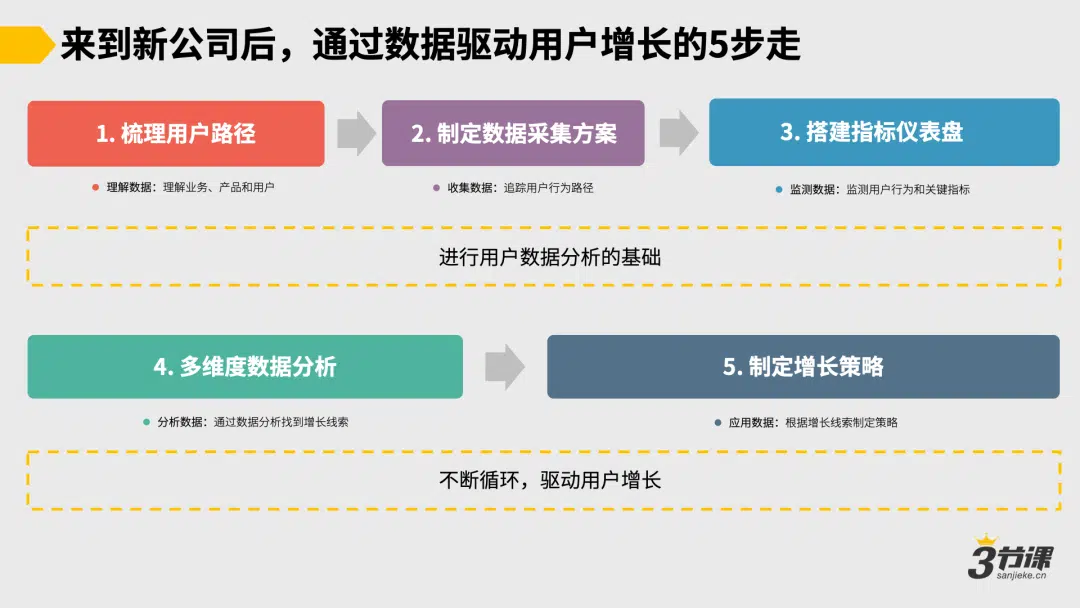 来到新公司后，通过数据驱动用户增长的5步走
1. 梳理用户路径
2. 制定数据采集方案
3. 搭建指标仪表盘
理解数据：理解业务、产品和用户
收集数据：追踪用户行为路径
监测数据：监测用户行为和关键指标
进行用户数据分析的基础
4. 多维度数据分析
5. 制定增长策略
分析数据：通过数据分析找到增长线索
应用数据：根据增长线索制定策略
不断循环，驱动用户增长
3节课
sanjieke.cn